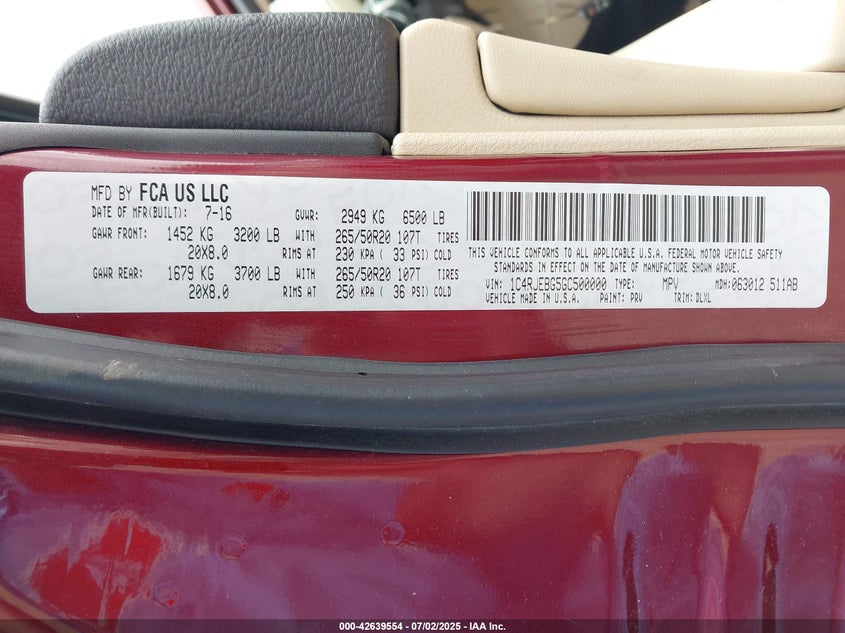 MFD BY FCA US LLC
DATE OF MFR(BUILT): 7-16 GVWR: 2949 KG 6500 LB
GAWR FRONT: 1452 KG 3200 LB WITH 265/50R20 107T TIRES
20X8.0 RIMS AT 230 KPA ( 33 PSI) COLD
GAWR REAR: 1679 KG 3700 LB WITH 265/50R20 107T TIRES
20X8.0 RIMS AT 250 KPA ( 36 PSI) COLD
THIS VEHICLE CONFORMS TO ALL APPLICABLE U.S.A. FEDERAL MOTOR VEHICLE SAFETY
STANDARDS IN EFFECT ON THE DATE OF MANUFACTURE SHOWN ABOVE.
VIN: 1C4RJEBG5GC500000 TYPE: MPV MDH:063012 511AB
VEHICLE MADE IN U.S.A. PAINT: PRV TRIM: DLXL
000-42639554 / 07/02/2025 / IAA Inc.